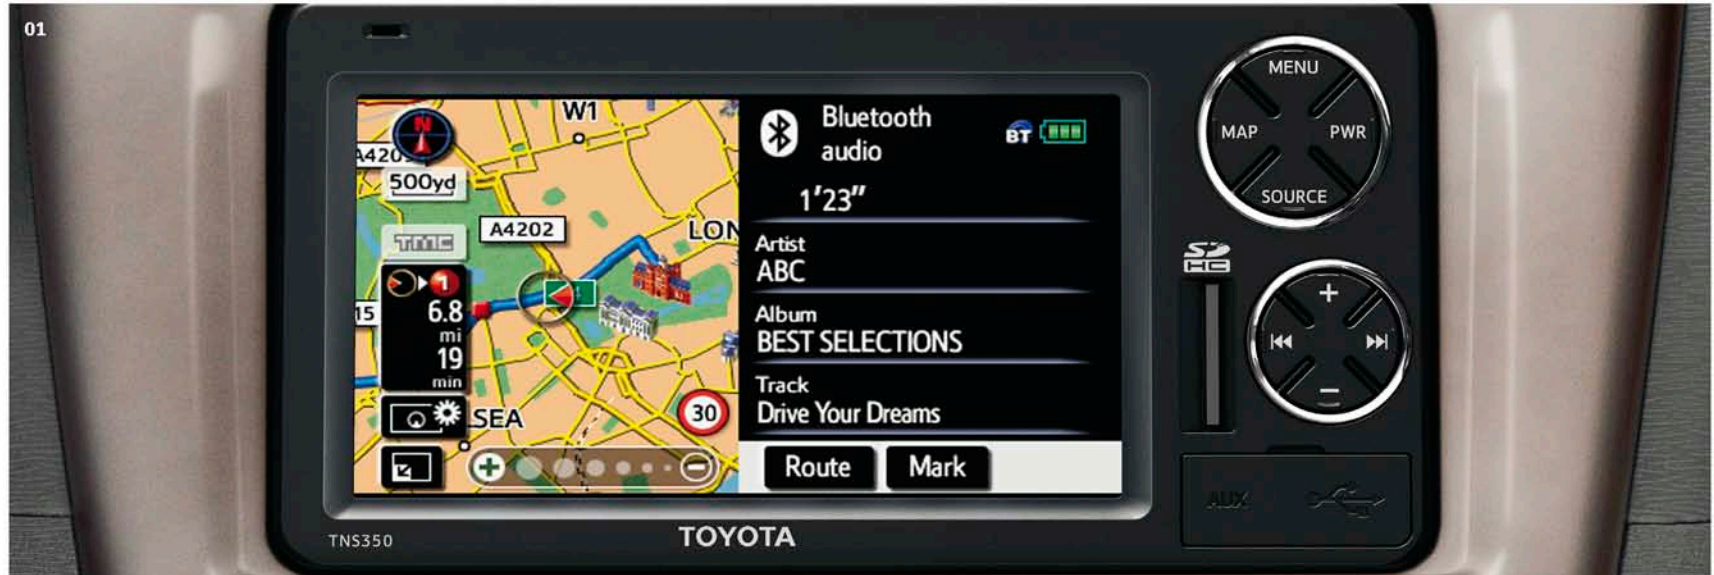 01
W1
N
A420
500yd
A4202
LON
TMC
1
6.8
mi
19
min
15
SEA
30
Bluetooth
audio
BT
1'23"
Artist
ABC
Album
BEST SELECTIONS
Track
Drive Your Dreams
Route
Mark
MENU
MAP
PWR
SOURCE
SD
HC
+
−
AUX
TNS350
TOYOTA